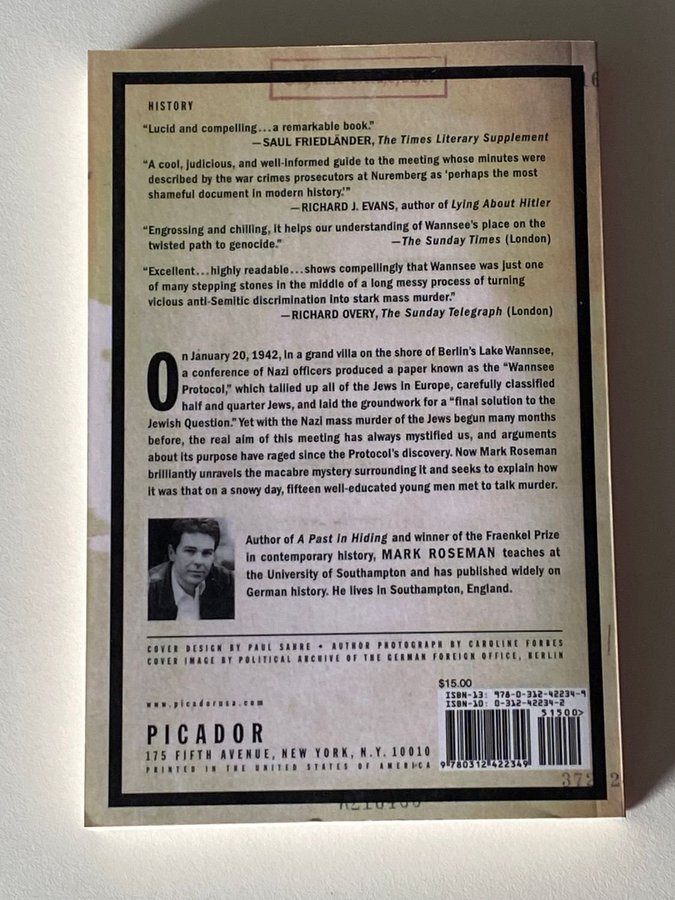 HISTORY
“Lucid and compelling...a remarkable book.”
—SAUL FRIEDLÄNDER, The Times Literary Supplement
“A cool, judicious, and well-informed guide to the meeting whose minutes were
described by the war crimes prosecutors at Nuremberg as ‘perhaps the most
shameful document in modern history.’”
—RICHARD J. EVANS, author of Lying About Hitler
“Engrossing and chilling, it helps our understanding of Wannsee’s place on the
twisted path to genocide.” —The Sunday Times (London)
“Excellent...highly readable...shows compellingly that Wannsee was just one
of many stepping stones in the middle of a long messy process of turning
vicious anti-Semitic discrimination into stark mass murder.”
—RICHARD OVERY, The Sunday Telegraph (London)
On January 20, 1942, in a grand villa on the shore of Berlin’s Lake Wannsee,
a conference of Nazi officers produced a paper known as the “Wannsee
Protocol,” which tallied up all of the Jews in Europe, carefully classified
half and quarter Jews, and laid the groundwork for a “final solution to the
Jewish Question.” Yet with the Nazi mass murder of the Jews begun many months
before, the real aim of this meeting has always mystified us, and arguments
about its purpose have raged since the Protocol’s discovery. Now Mark Roseman
brilliantly unravels the macabre mystery surrounding it and seeks to explain how
it was that on a snowy day, fifteen well-educated young men met to talk murder.
Author of A Past in Hiding and winner of the Fraenkel Prize
in contemporary history, MARK ROSEMAN teaches at
the University of Southampton and has published widely on
German history. He lives in Southampton, England.
COVER DESIGN BY PAUL SAHRE • AUTHOR PHOTOGRAPH BY CAROLINE FORBES
COVER IMAGE BY POLITICAL ARCHIVE OF THE GERMAN FOREIGN OFFICE, BERLIN
$15.00
ISBN-13: 978-0-312-42234-9
ISBN-10: 0-312-42234-2
51500>
www.picadorusa.com
PICADOR
175 FIFTH AVENUE, NEW YORK, N.Y. 10010
PRINTED IN THE UNITED STATES OF AMERICA
9 780312 422349